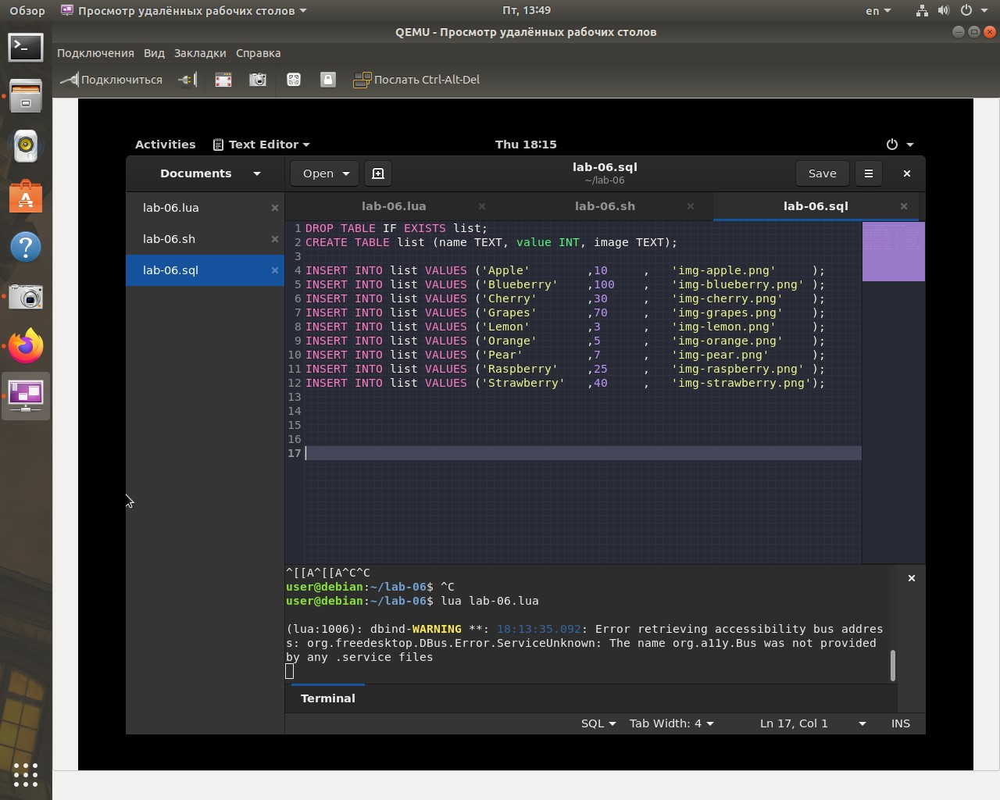 Обзор Просмотр удалённых рабочих столов Пт, 13:49 en
QEMU - Просмотр удалённых рабочих столов
Подключения Вид Закладки Справка
Подключиться Послать Ctrl-Alt-Del
Activities Text Editor Thu 18:15
Documents Open lab-06.sql Save
~/lab-06
lab-06.lua
lab-06.sh
lab-06.sql
lab-06.lua lab-06.sh lab-06.sql
1 DROP TABLE IF EXISTS list;
2 CREATE TABLE list (name TEXT, value INT, image TEXT);
3
4 INSERT INTO list VALUES ('Apple' ,10 , 'img-apple.png' );
5 INSERT INTO list VALUES ('Blueberry' ,100 , 'img-blueberry.png' );
6 INSERT INTO list VALUES ('Cherry' ,30 , 'img-cherry.png' );
7 INSERT INTO list VALUES ('Grapes' ,70 , 'img-grapes.png' );
8 INSERT INTO list VALUES ('Lemon' ,3 , 'img-lemon.png' );
9 INSERT INTO list VALUES ('Orange' ,5 , 'img-orange.png' );
10 INSERT INTO list VALUES ('Pear' ,7 , 'img-pear.png' );
11 INSERT INTO list VALUES ('Raspberry' ,25 , 'img-raspberry.png' );
12 INSERT INTO list VALUES ('Strawberry' ,40 , 'img-strawberry.png');
13
14
15
16
17
^[[A^[[A^C^C
user@debian:~/lab-06$ ^C
user@debian:~/lab-06$ lua lab-06.lua
(lua:1006): dbind-WARNING **: 18:13:35.092: Error retrieving accessibility bus addres
s: org.freedesktop.DBus.Error.ServiceUnknown: The name org.a11y.Bus was not provided
by any .service files
Terminal
SQL Tab Width: 4 Ln 17, Col 1 INS